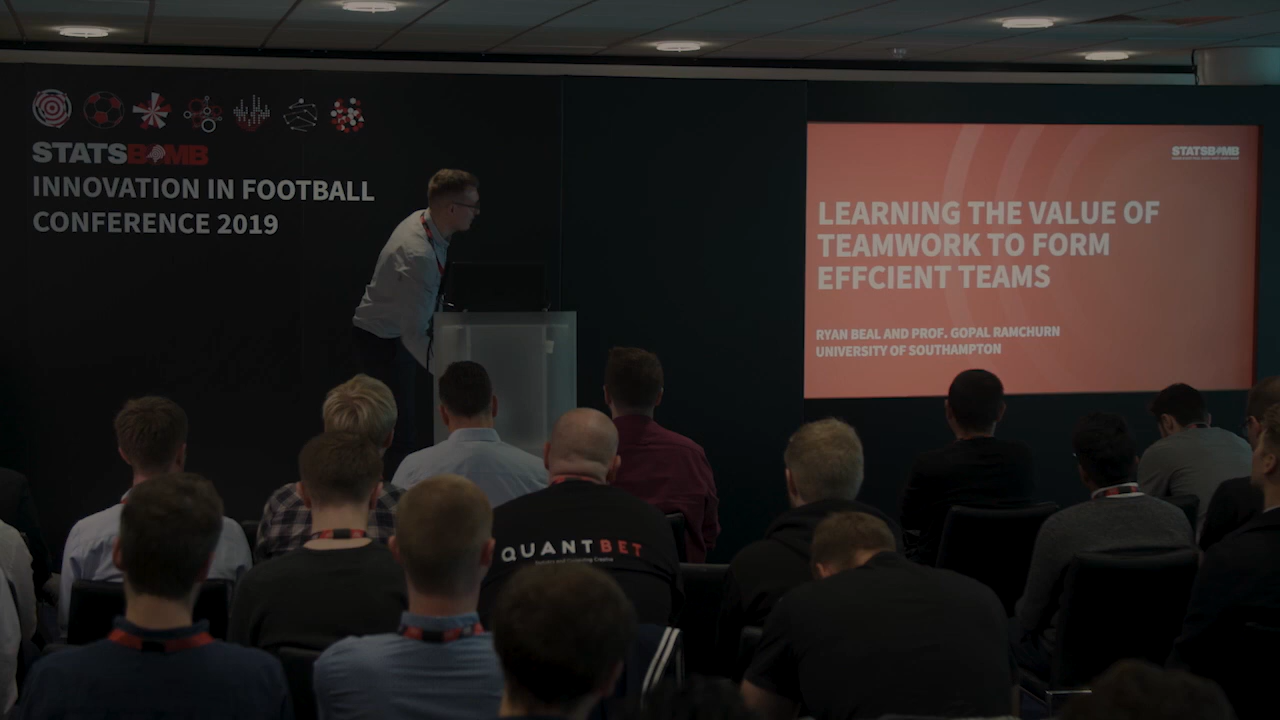 STATSBOMB
INNOVATION IN FOOTBALL
CONFERENCE 2019
STATSBOMB
LEARNING THE VALUE OF
TEAMWORK TO FORM
EFFCIENT TEAMS
RYAN BEAL AND PROF. GOPAL RAMCHURN
UNIVERSITY OF SOUTHAMPTON
QUANTBET